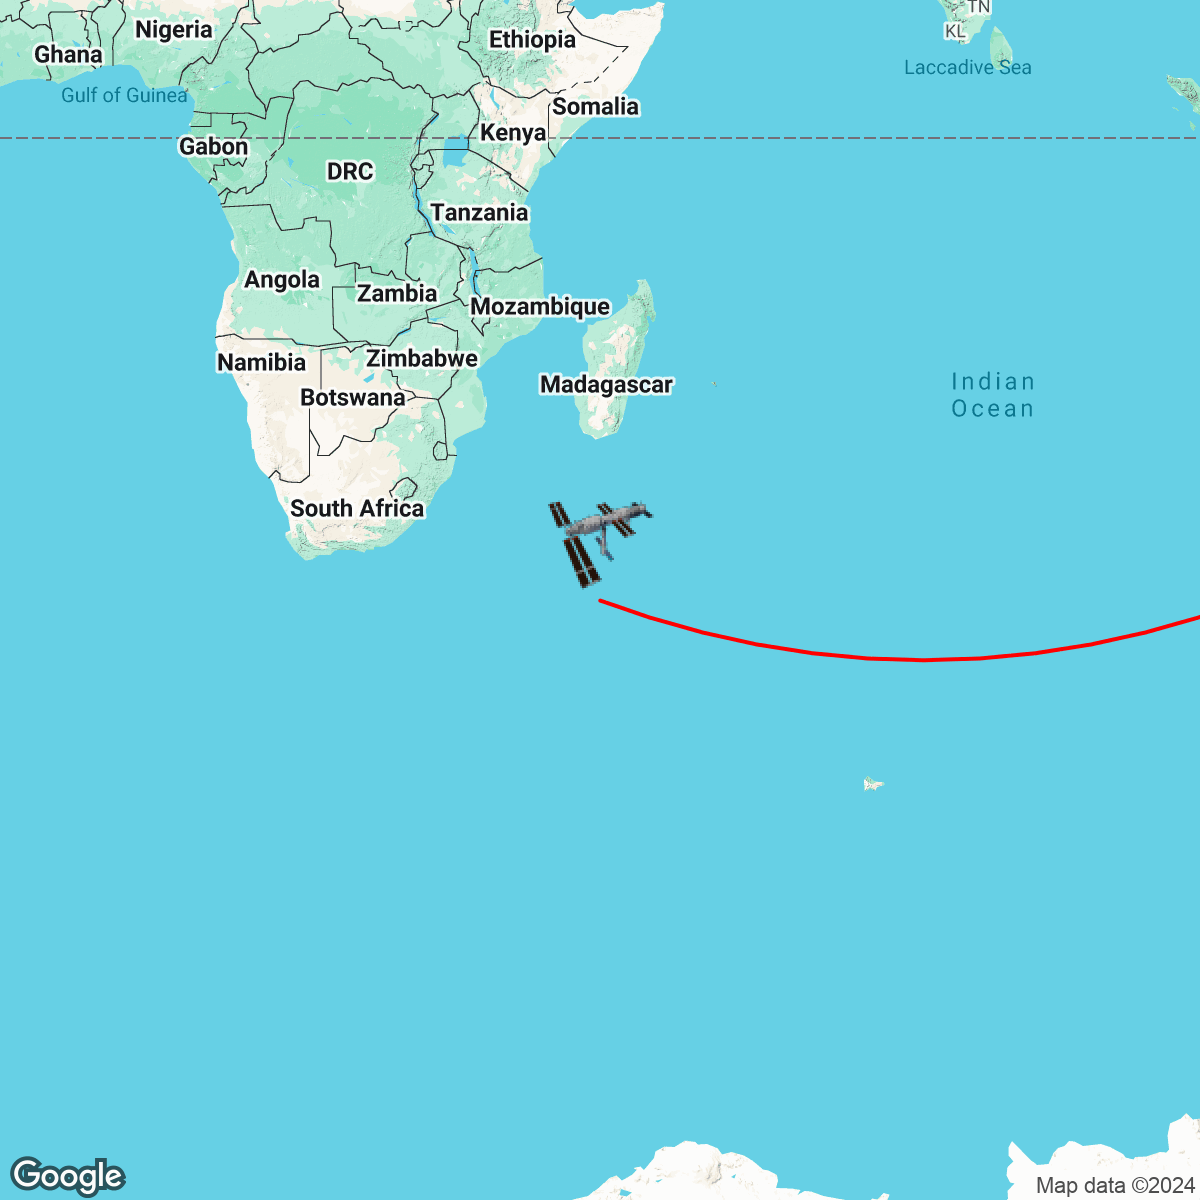 TN
Nigeria
KL
Ethiopia
Ghana
Laccadive Sea
Gulf of Guinea
Somalia
Kenya
Gabon
DRC
Tanzania
Angola
Zambia
Mozambique
Namibia
Zimbabwe
Madagascar
Indian
Ocean
Botswana
South Africa
Google
Map data ©2024